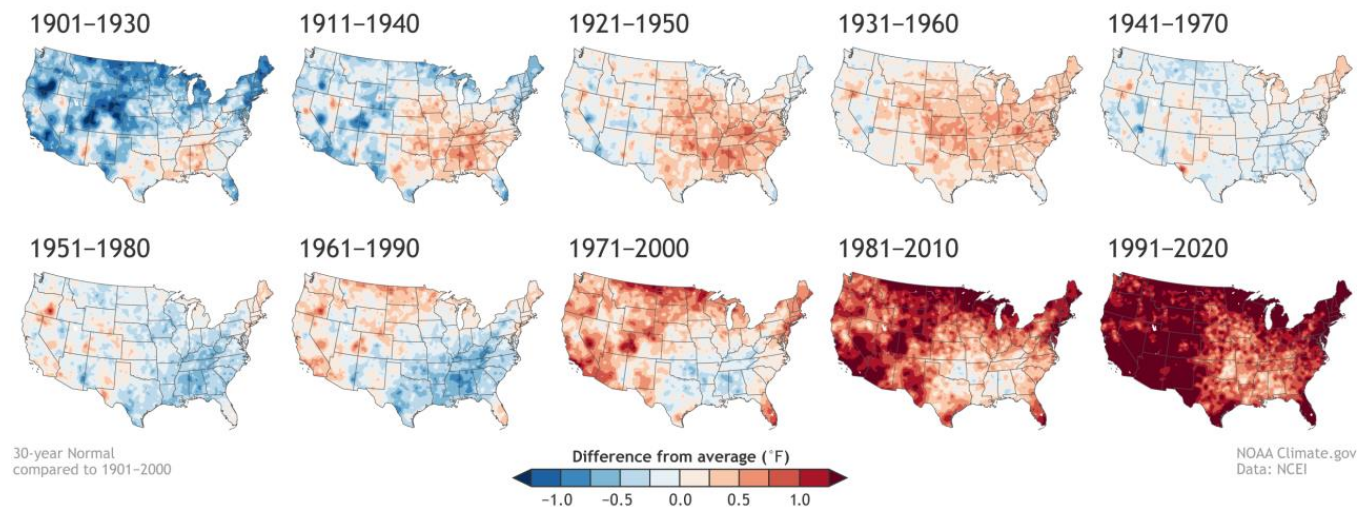 1901–1930
1911–1940
1921–1950
1931–1960
1941–1970
1951–1980
1961–1990
1971–2000
1981–2010
1991–2020
30-year Normal
compared to 1901–2000
Difference from average (°F)
−1.0 −0.5 0.0 0.5 1.0
NOAA Climate.gov
Data: NCEI